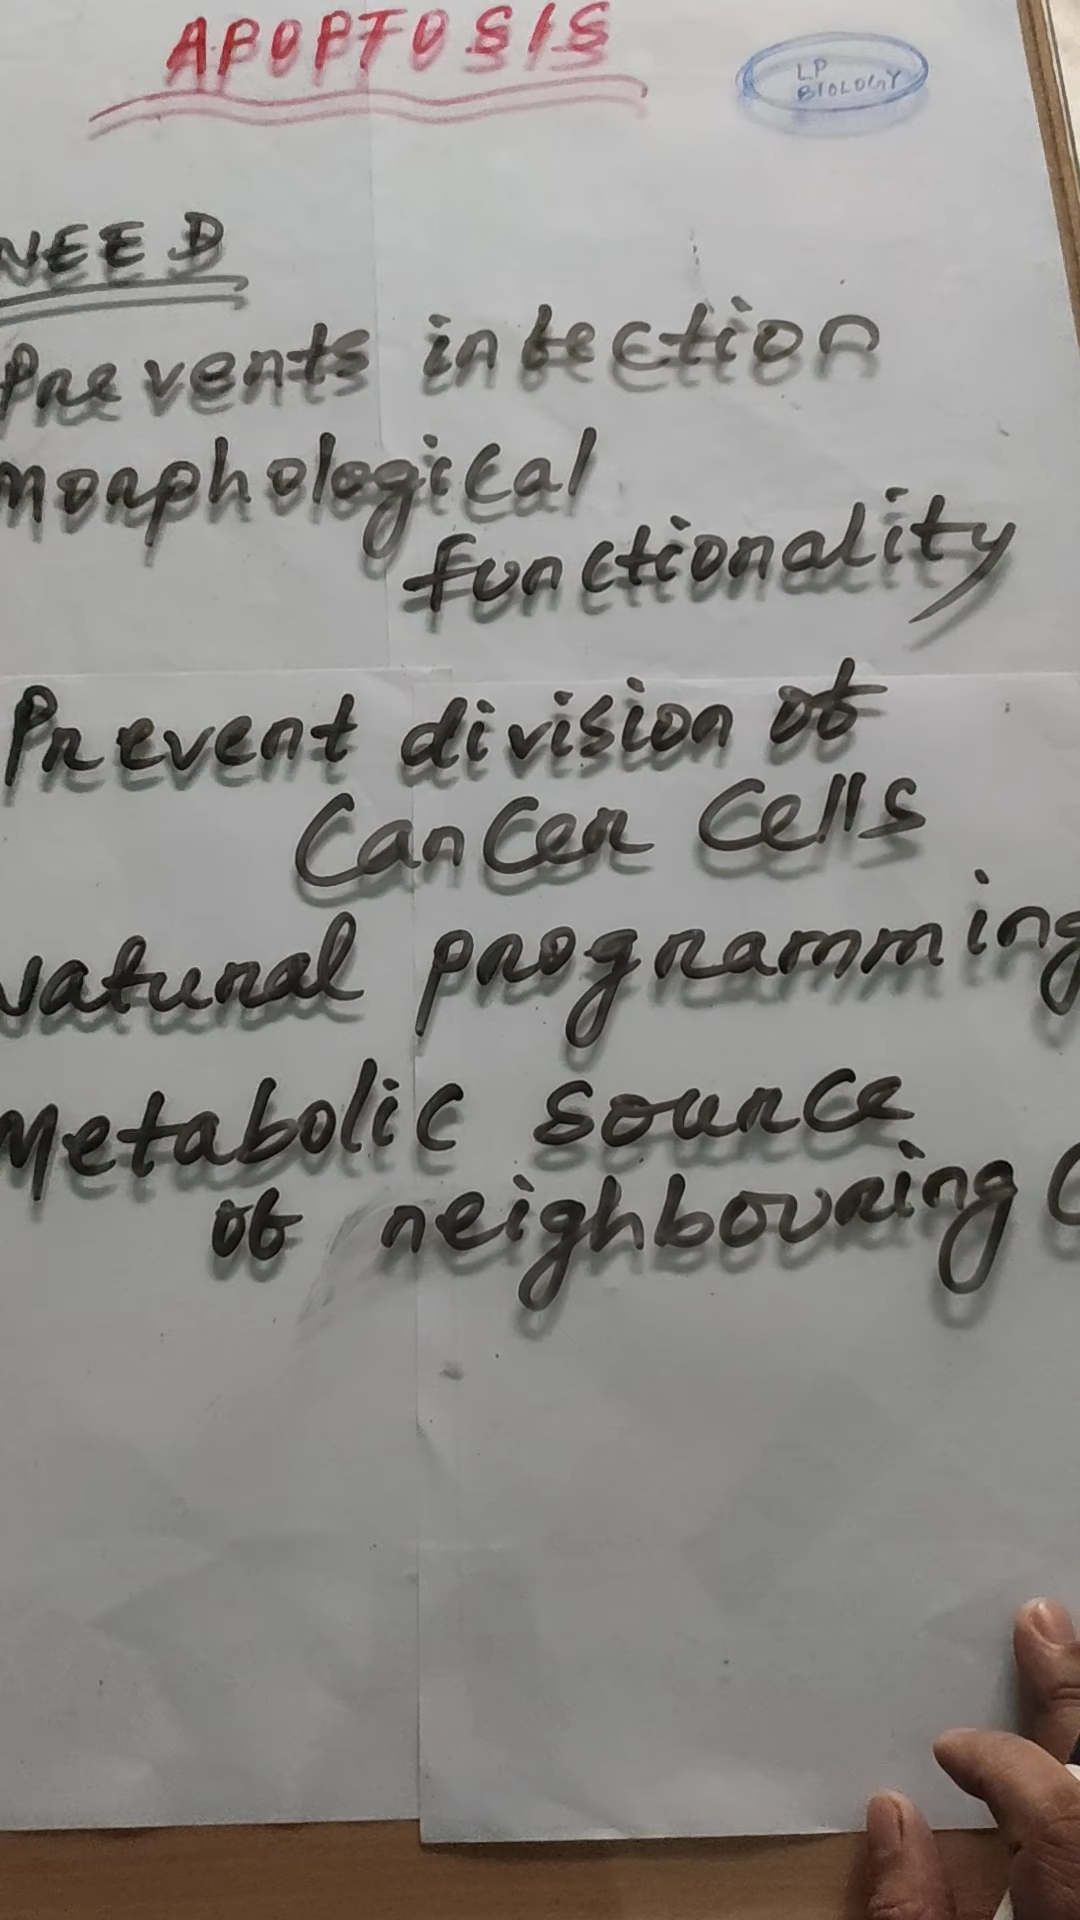 APOPTOSIS
LP
BIOLOGY
NEED
Prevents infection
morphological
functionality
Prevent division of
Cancer Cells
Natural programming
Metabolic source
of neighbouring